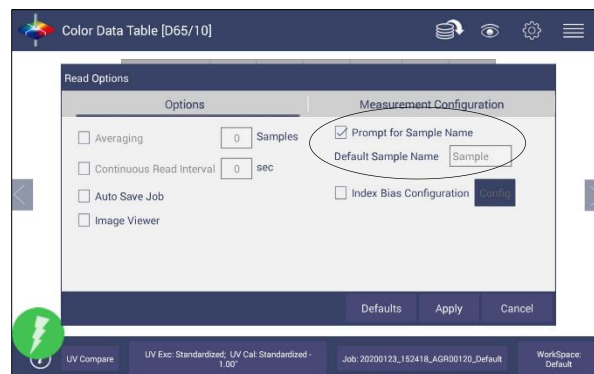 Color Data Table [D65/10]
Read Options
Options
Measurement Configuration
Averaging 0 Samples
Prompt for Sample Name
Default Sample Name Sample
Continuous Read Interval 0 sec
Auto Save Job
Index Bias Configuration Config
Image Viewer
Defaults Apply Cancel
UV Compare
UV Exc: Standardized; UV Cal: Standardized -
1.00"
Job: 20200123_152418_AGR00120_Default
WorkSpace:
Default